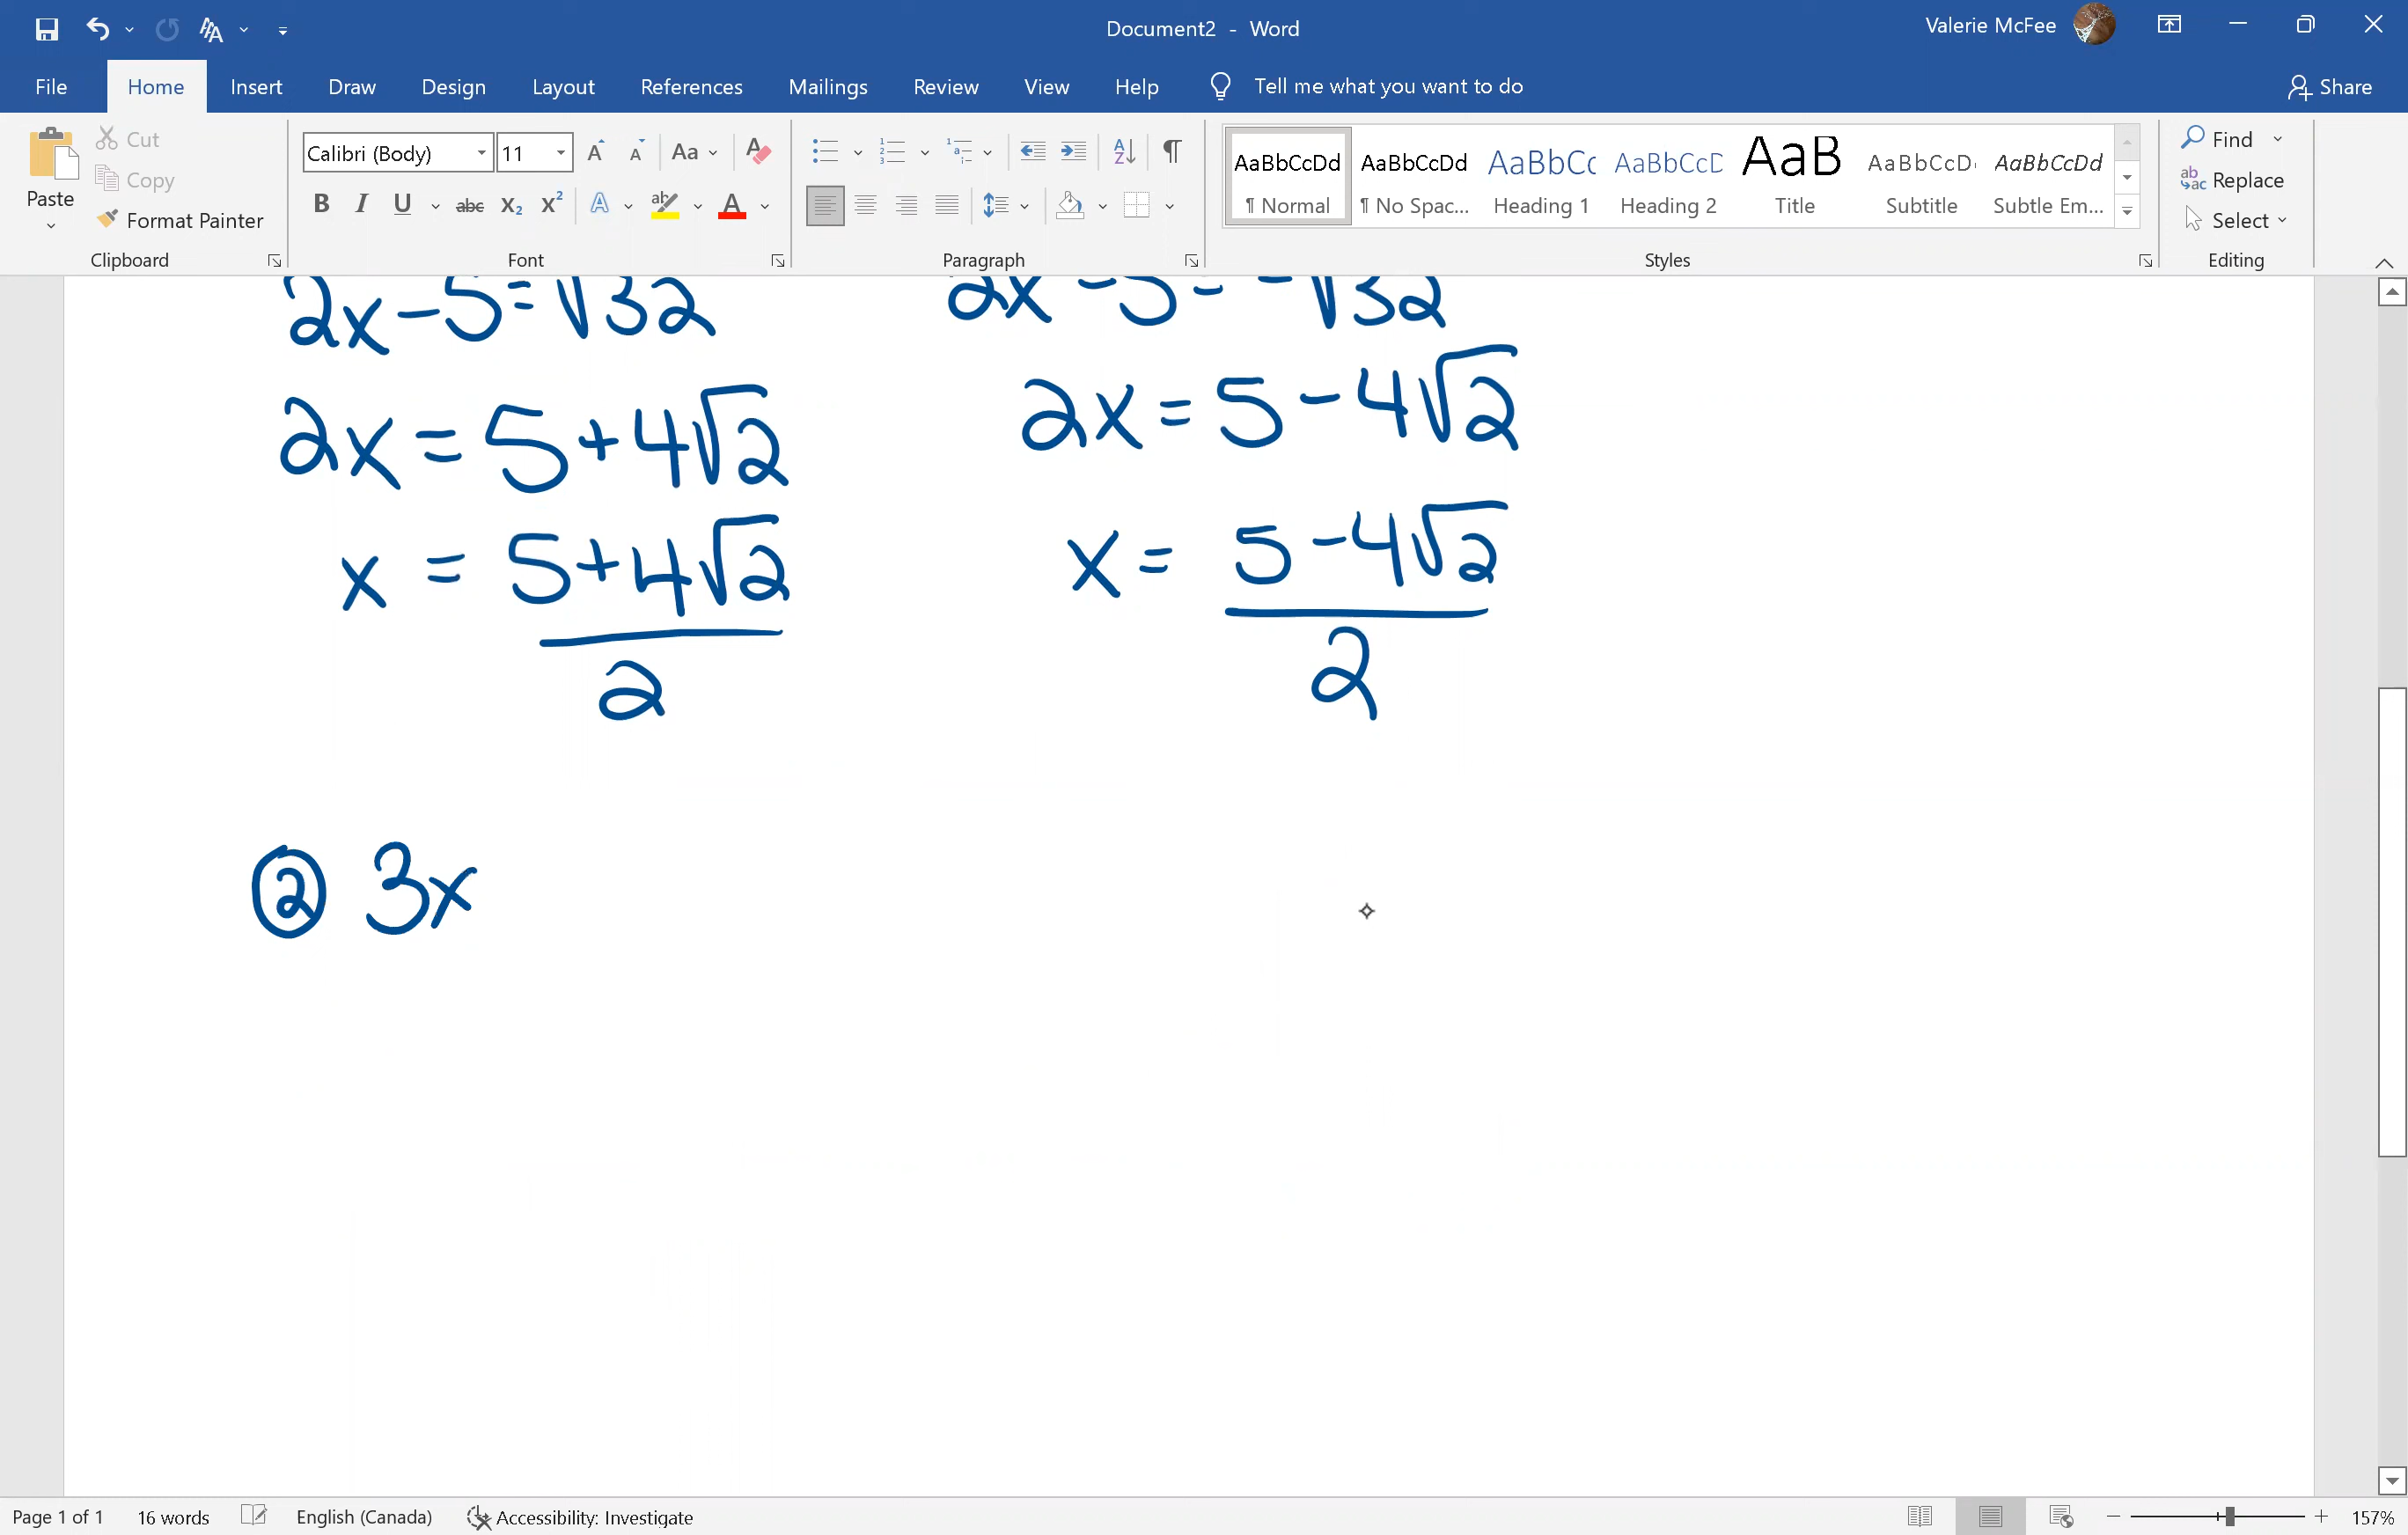 Document2 - Word
Valerie McFee
File Home Insert Draw Design Layout References Mailings Review View Help Tell me what you want to do Share
Paste
Cut
Copy
Format Painter
Clipboard
Calibri (Body) 11
Font
Paragraph
AaBbCcDd AaBbCcDd AaBbCc AaBbCcD AaB AaBbCcD AaBbCcDd
¶ Normal ¶ No Spac... Heading 1 Heading 2 Title Subtitle Subtle Em...
Styles
Find
Replace
Select
Editing
2x-5=√32 2x-5=-√32
2x=5+4√2 2x=5-4√2
x = 5+4√2 x= 5-4√2
2 2
② 3x
Page 1 of 1 16 words English (Canada) Accessibility: Investigate 157%